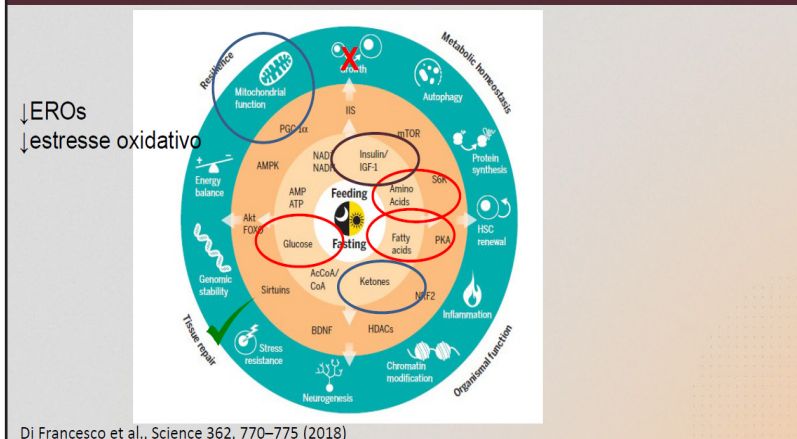 Resilience
Metabolic homeostasis
Growth
Mitochondrial
function
Autophagy
↓EROs
↓estresse oxidativo
IIS
PGC-1α
mTOR
Protein
synthesis
NAD+
NADH
Insulin/
IGF-1
AMPK
S6K
Energy
balance
AMP
ATP
Feeding
Amino
Acids
HSC
renewal
Akt
FOXO
Glucose
Fasting
Fatty
acids
PKA
Genomic
stability
Sirtuins
AcCoA/
CoA
Ketones
NRF2
Inflammation
Tissue repair
Stress
resistance
BDNF
HDACs
Chromatin
modification
Organismal function
Neurogenesis
Di Francesco et al., Science 362, 770–775 (2018)